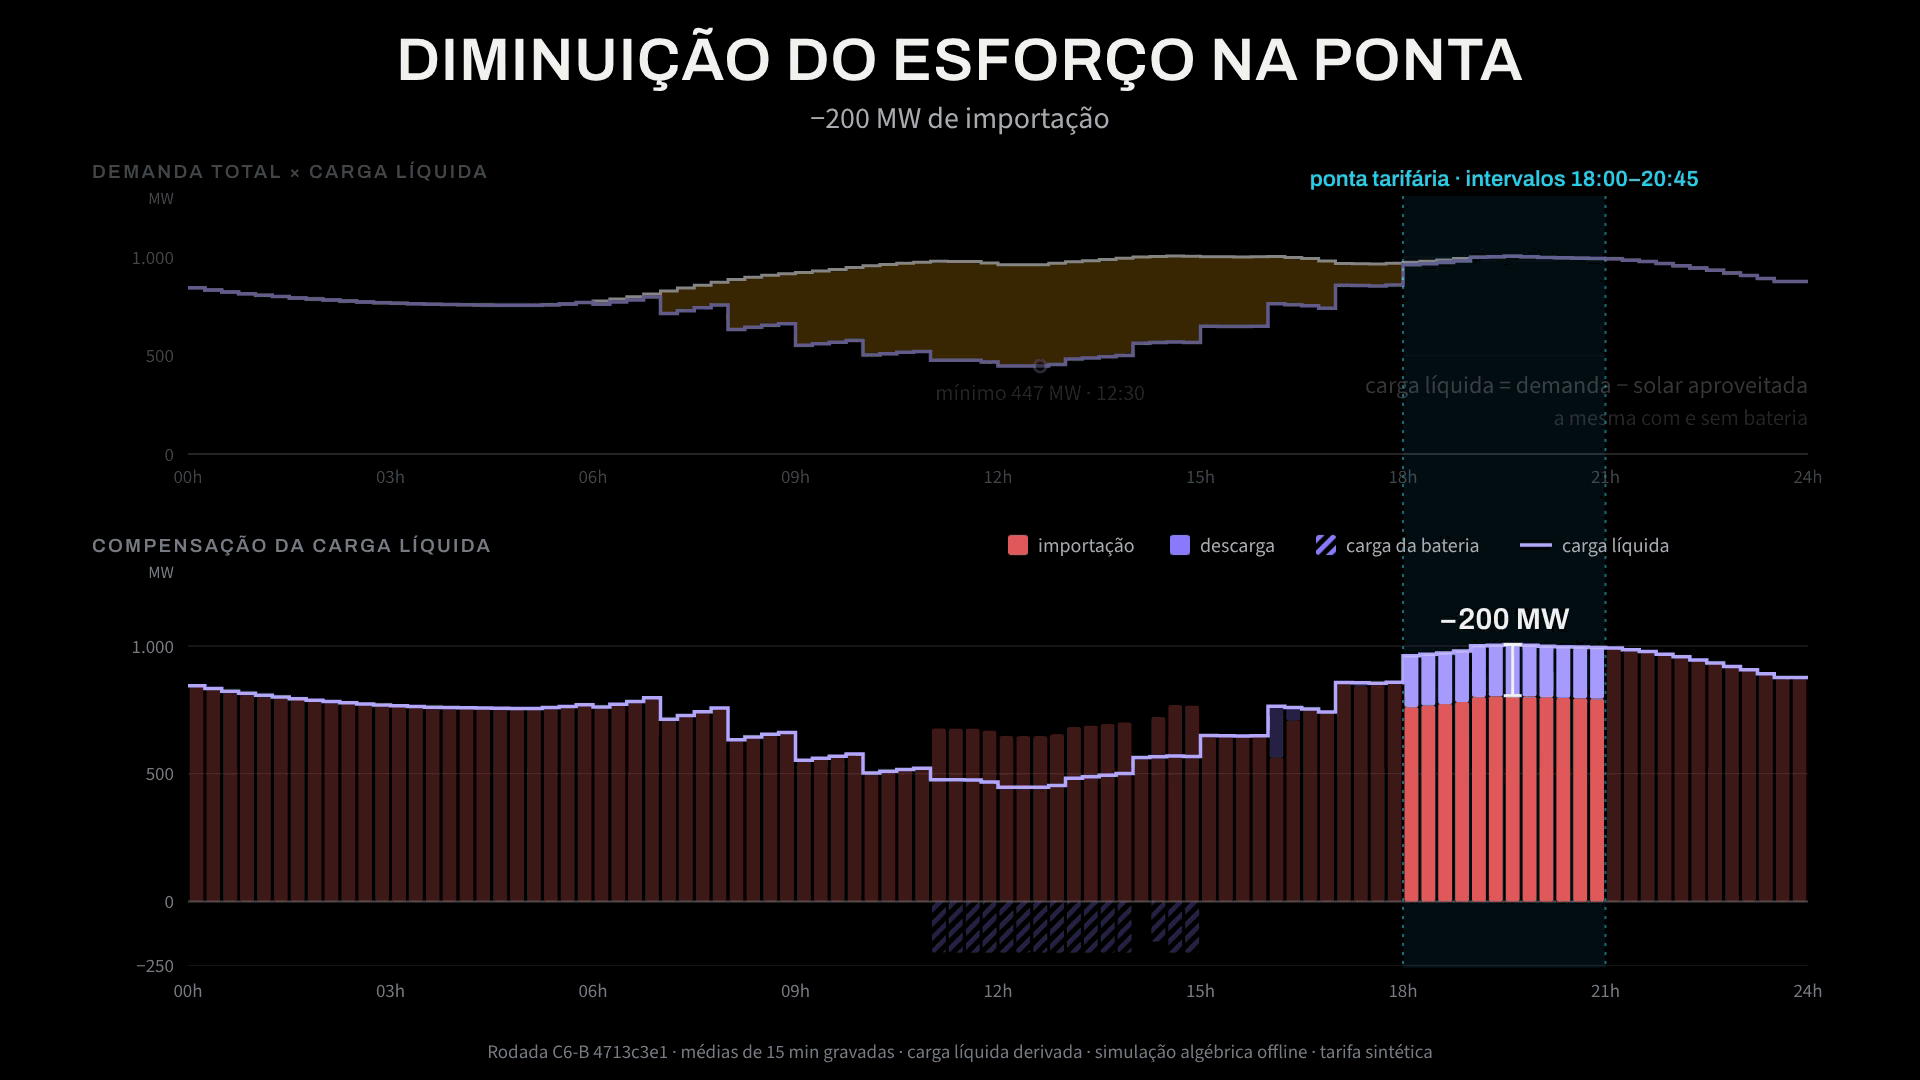 DIMINUIÇÃO DO ESFORÇO NA PONTA
−200 MW de importação
DEMANDA TOTAL × CARGA LÍQUIDA
MW
ponta tarifária · intervalos 18:00–20:45
1.000
500
0
mínimo 447 MW · 12:30
carga líquida = demanda − solar aproveitada
a mesma com e sem bateria
00h 03h 06h 09h 12h 15h 18h 21h 24h
COMPENSAÇÃO DA CARGA LÍQUIDA
importação descarga carga da bateria carga líquida
MW
−200 MW
1.000
500
0
−250
00h 03h 06h 09h 12h 15h 18h 21h 24h
Rodada C6-B 4713c3e1 · médias de 15 min gravadas · carga líquida derivada · simulação algébrica offline · tarifa sintética